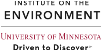 INSTITUTE ON THE
ENVIRONMENT
UNIVERSITY OF MINNESOTA
Driven to Discover℠